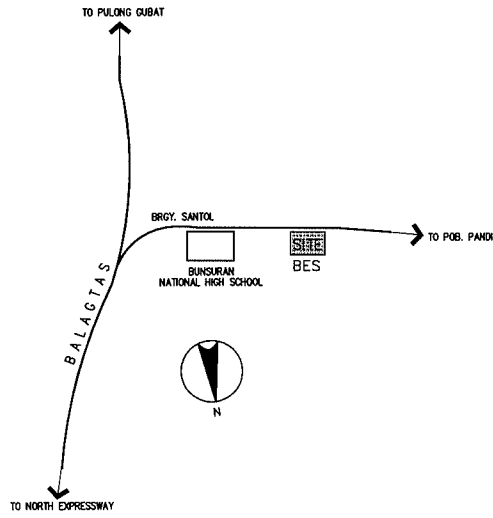 TO PULONG GUBAT
BRGY. SANTOL
TO POB. PANDI
SITE
BES
BUNSURAN
NATIONAL HIGH SCHOOL
BALAGTAS
N
TO NORTH EXPRESSWAY